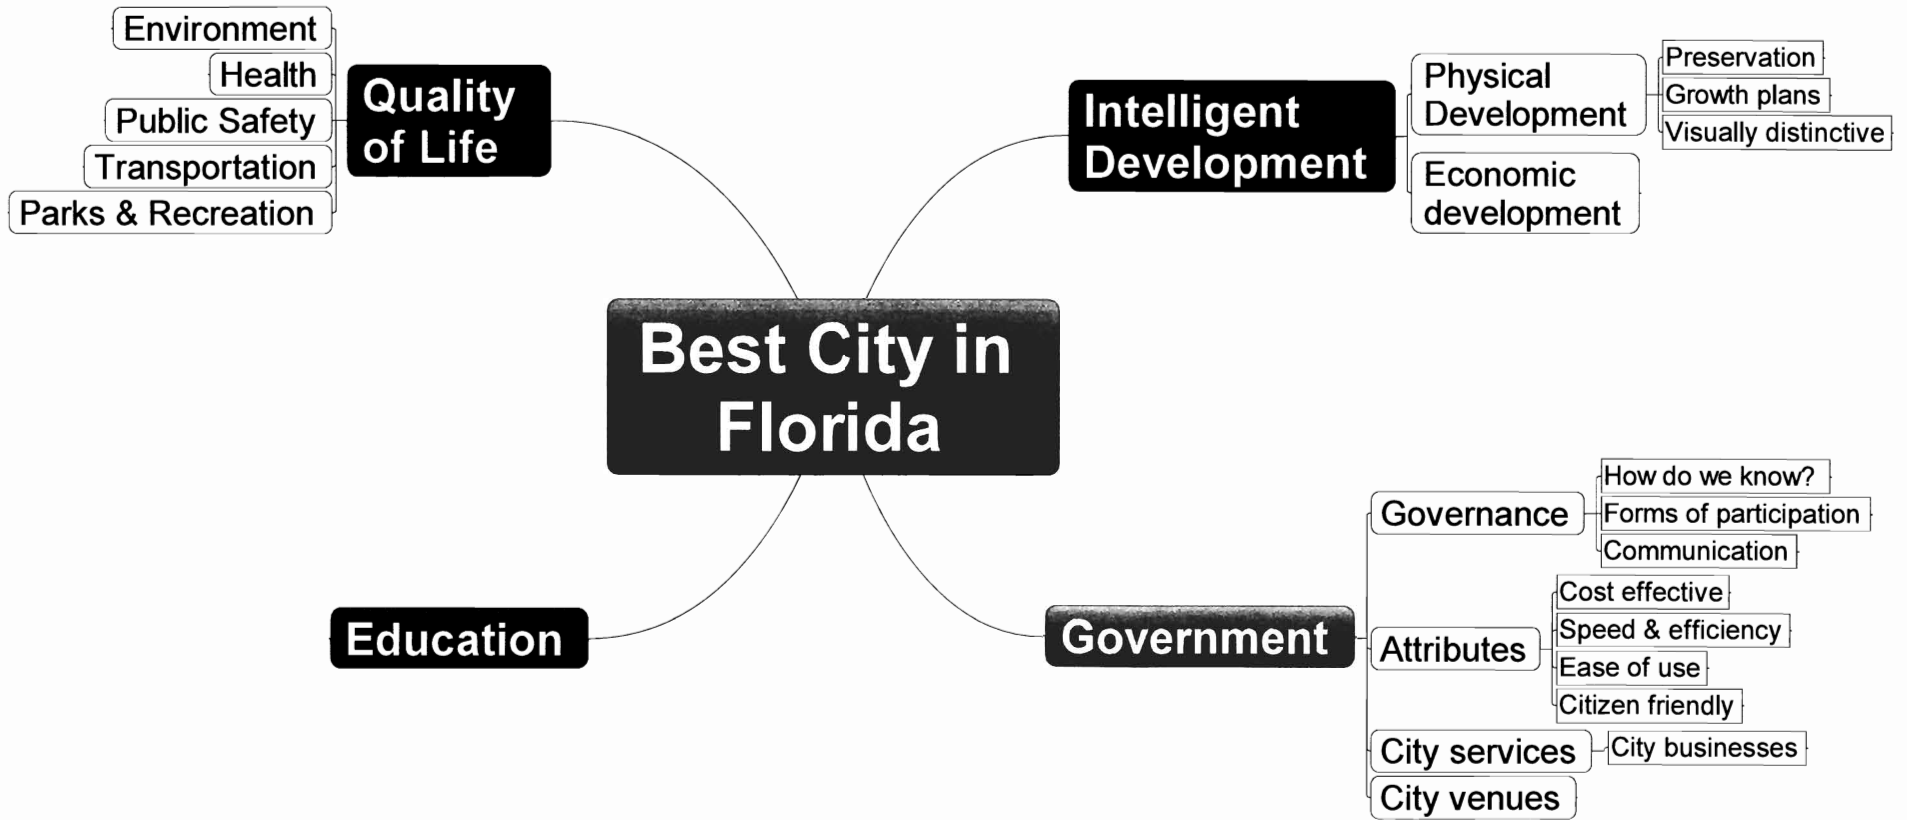 Environment
Health
Public Safety
Transportation
Parks & Recreation
Quality
of Life
Intelligent
Development
Physical
Development
Preservation
Growth plans
Visually distinctive
Economic
development
Best City in
Florida
Education
Government
Governance
How do we know?
Forms of participation
Communication
Attributes
Cost effective
Speed & efficiency
Ease of use
Citizen friendly
City services
City businesses
City venues